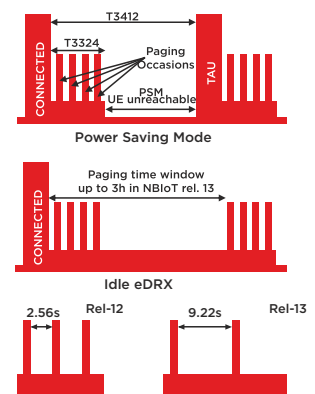 T3412
T3324
Paging
Occasions
CONNECTED
TAU
PSM
UE unreachable
Power Saving Mode
Paging time window
up to 3h in NBIoT rel. 13
CONNECTED
Idle eDRX
2.56s
Rel-12
9.22s
Rel-13